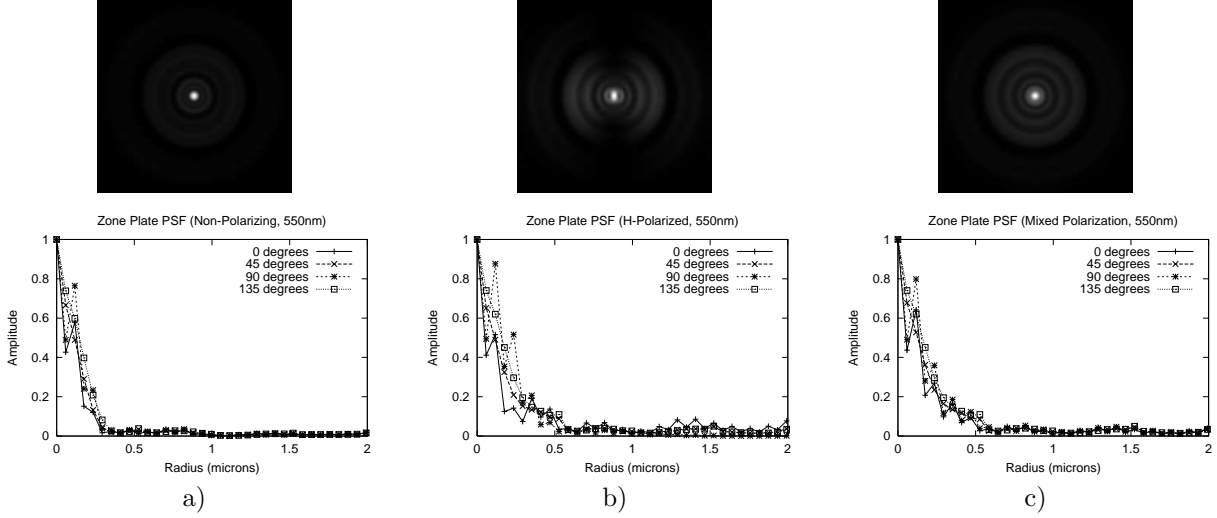 Zone Plate PSF (Non-Polarizing, 550nm)
1
0.8
0.6
0.4
0.2
0
Amplitude
0 degrees
45 degrees
90 degrees
135 degrees
0
0.5
1
1.5
2
Radius (microns)
a)
Zone Plate PSF (H-Polarized, 550nm)
1
0.8
0.6
0.4
0.2
0
Amplitude
0 degrees
45 degrees
90 degrees
135 degrees
0
0.5
1
1.5
2
Radius (microns)
b)
Zone Plate PSF (Mixed Polarization, 550nm)
1
0.8
0.6
0.4
0.2
0
Amplitude
0 degrees
45 degrees
90 degrees
135 degrees
0
0.5
1
1.5
2
Radius (microns)
c)